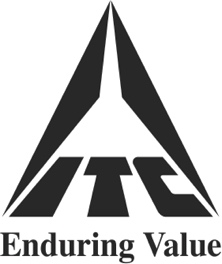 ITC
Enduring Value